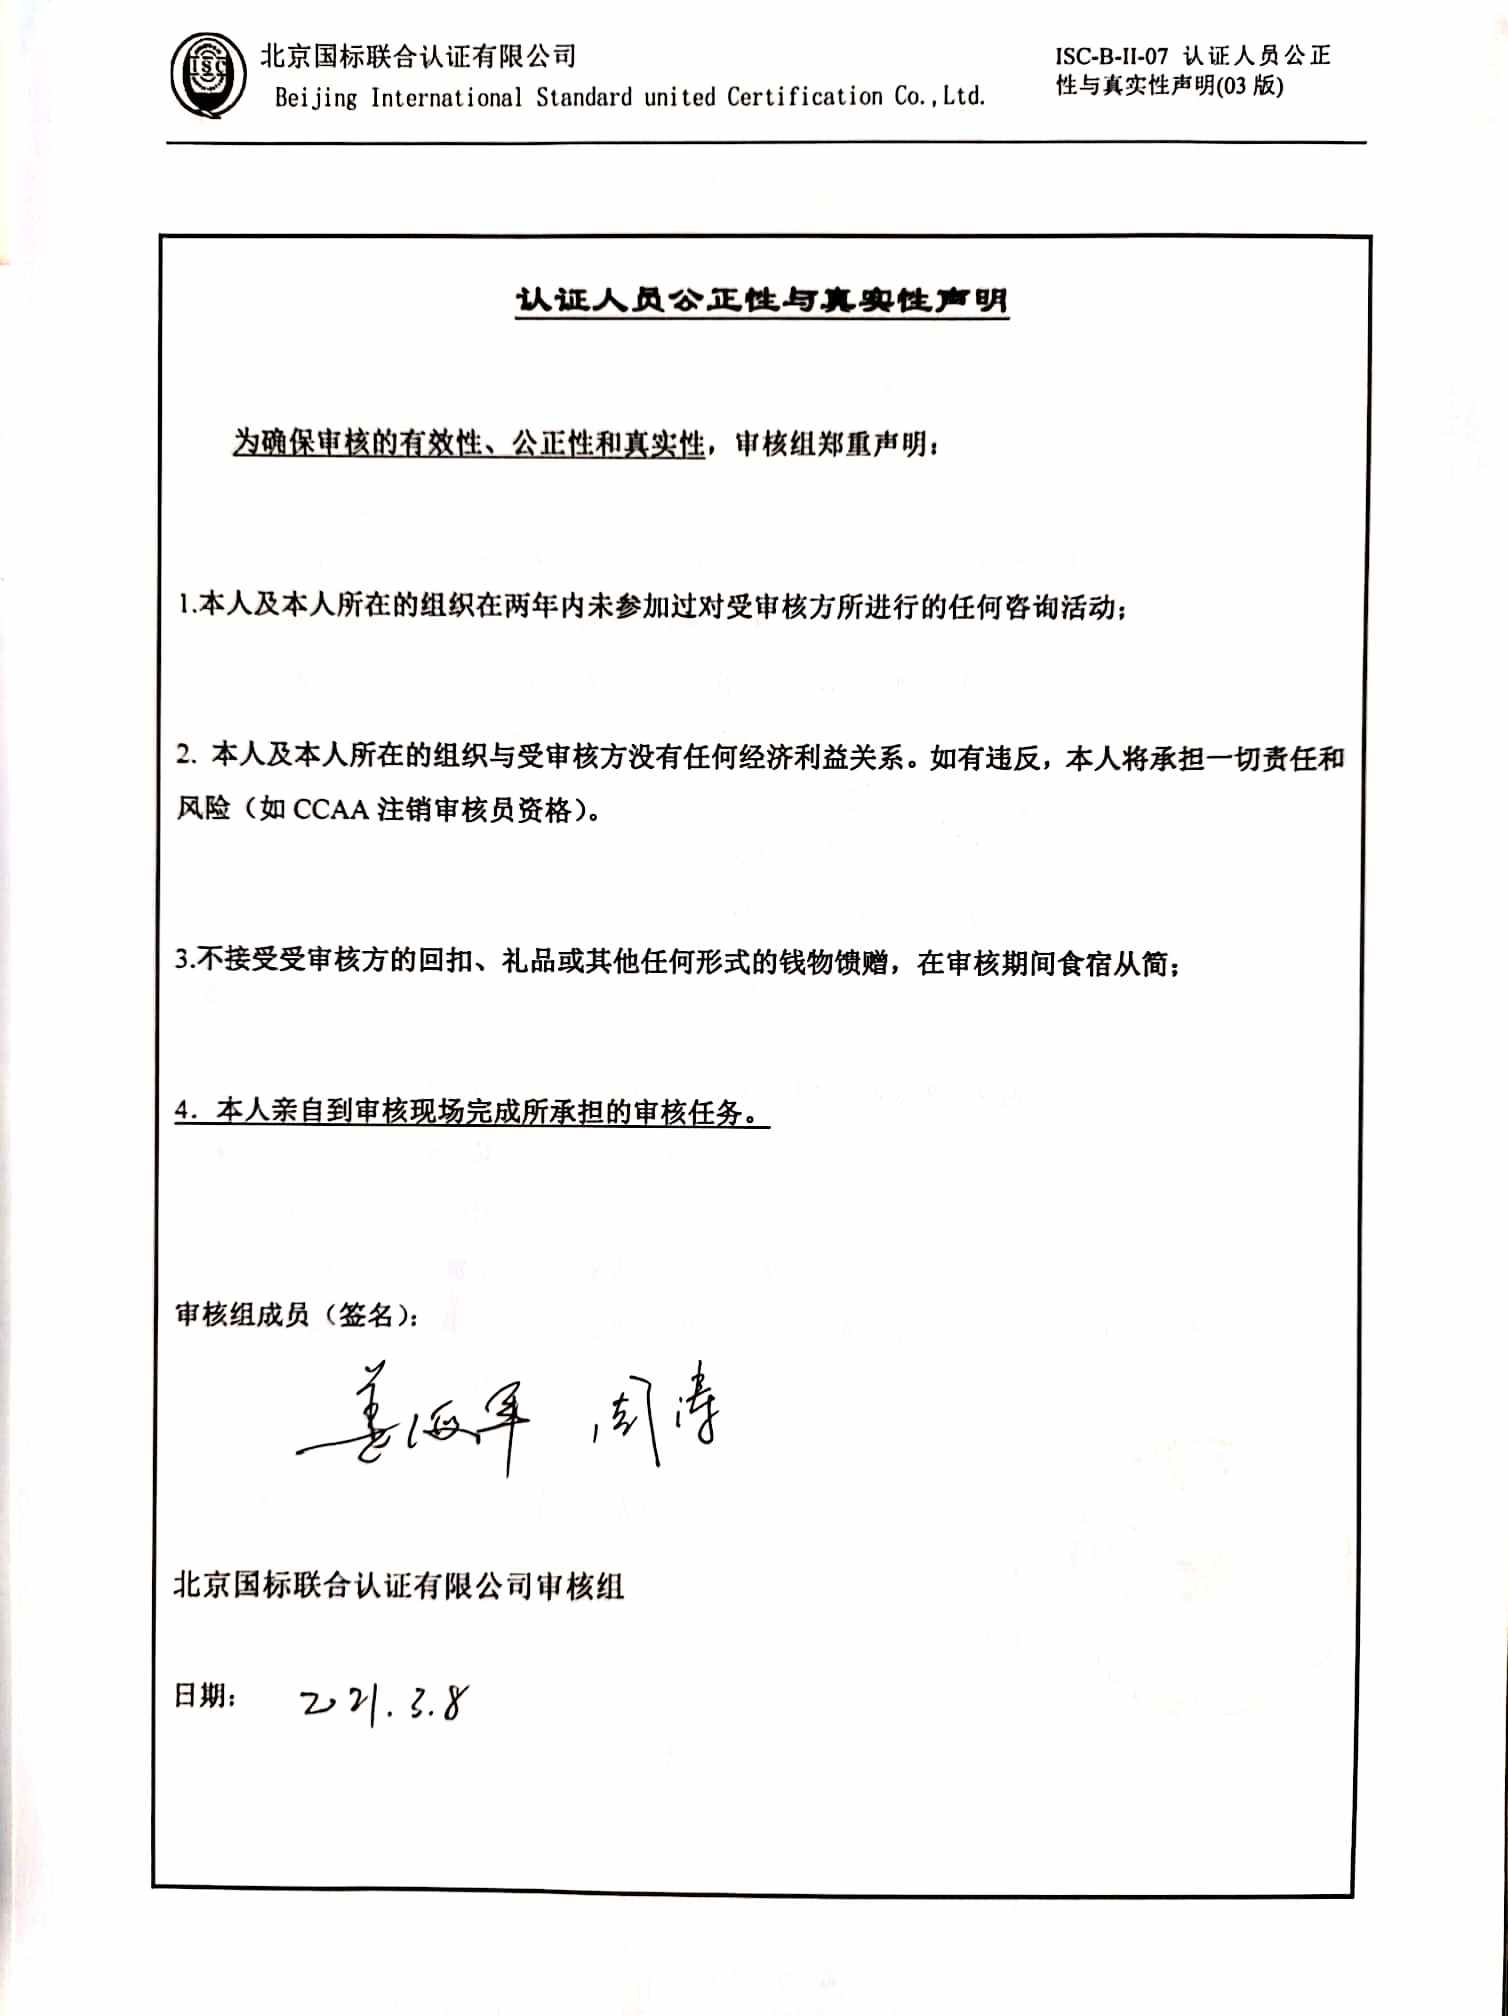 北京国标联合认证有限公司
Beijing International Standard united Certification Co.,Ltd.
ISC-B-II-07 认证人员公正
性与真实性声明(03 版)
ISC
认证人员公正性与真实性声明
为确保审核的有效性、公正性和真实性，审核组郑重声明：
1.本人及本人所在的组织在两年内未参加过对受审核方所进行的任何咨询活动；
2. 本人及本人所在的组织与受审核方没有任何经济利益关系。如有违反，本人将承担一切责任和
风险（如 CCAA 注销审核员资格）。
3.不接受受审核方的回扣、礼品或其他任何形式的钱物馈赠，在审核期间食宿从简；
4. 本人亲自到审核现场完成所承担的审核任务。
审核组成员（签名）：
姜海军 周涛
北京国标联合认证有限公司审核组
日期： 2021.3.8